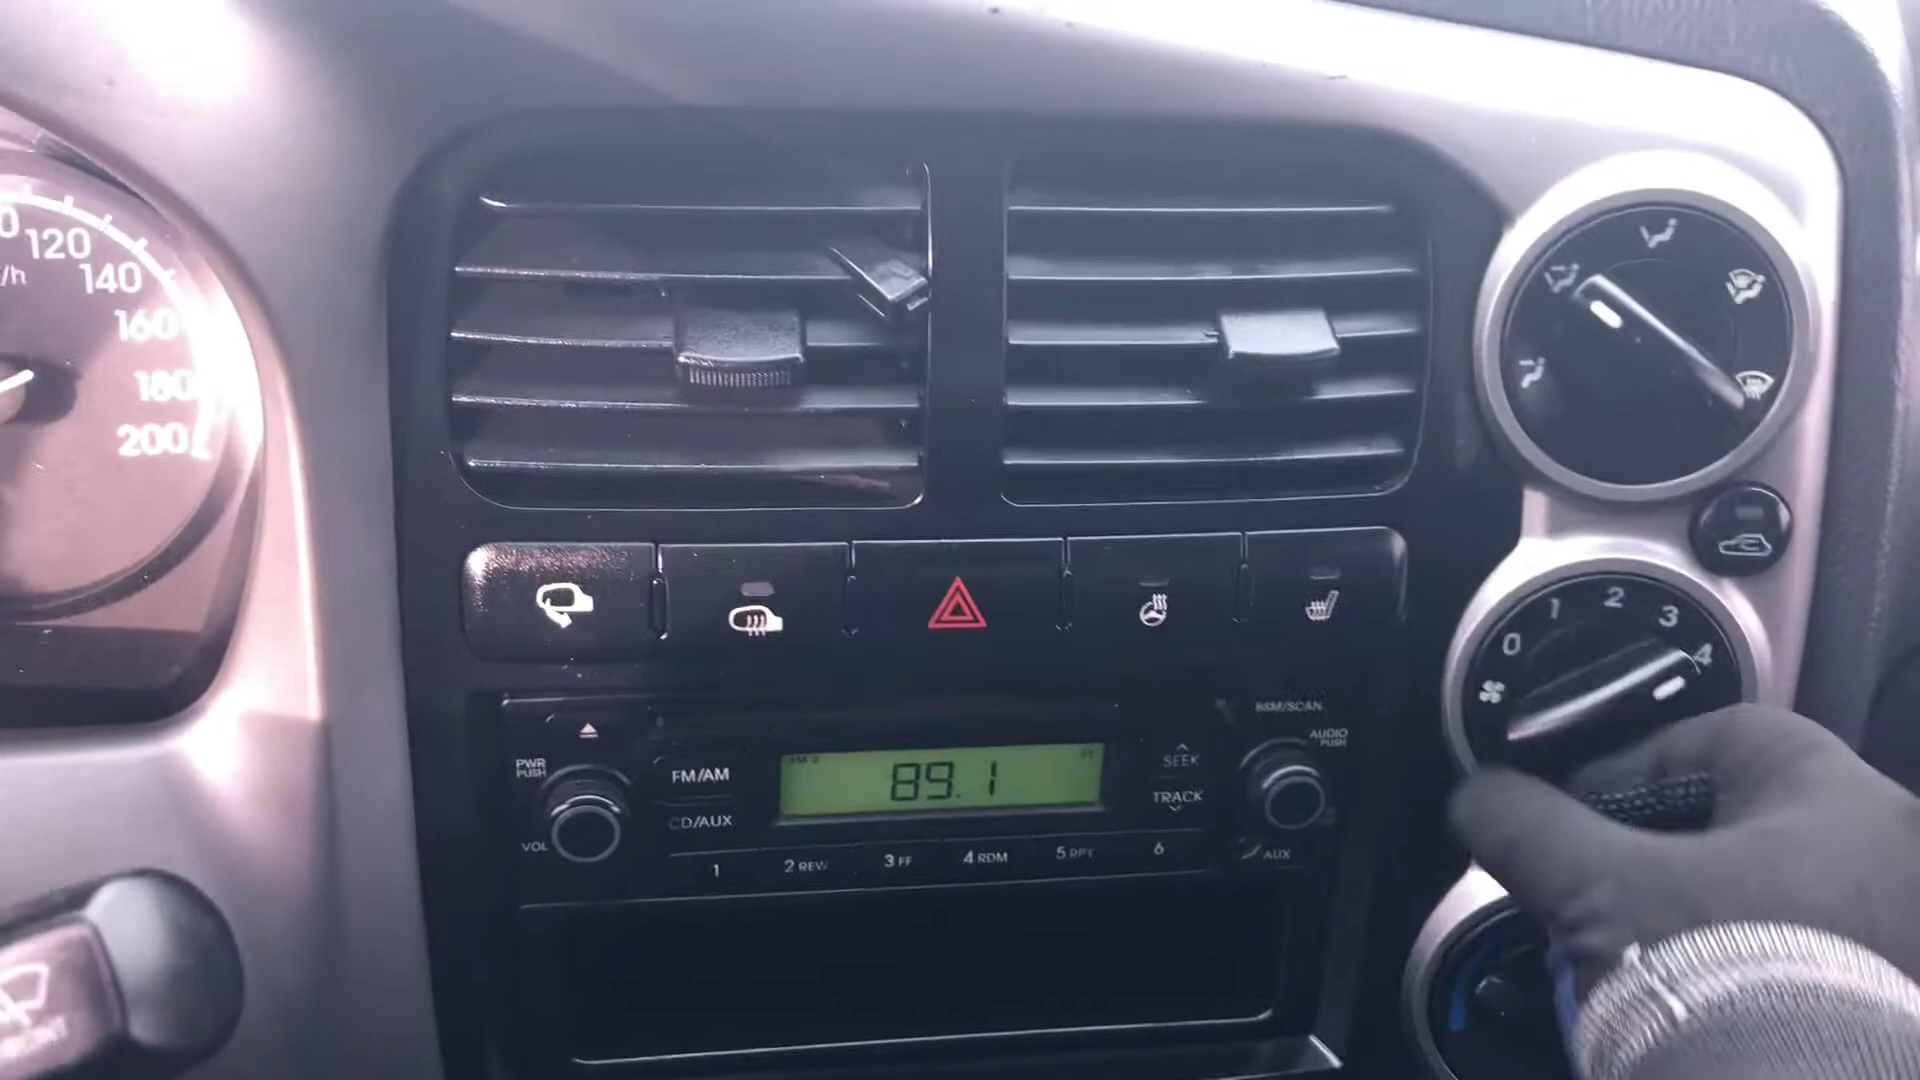 120
/h
140
160
180
200
0
1
2
3
4
BSM/SCAN
AUDIO
PUSH
PWR
PUSH
FM/AM
89.1
SEEK
TRACK
CD/AUX
VOL
1
2 REW
3 FF
4 RDM
5 RPT
6
AUX